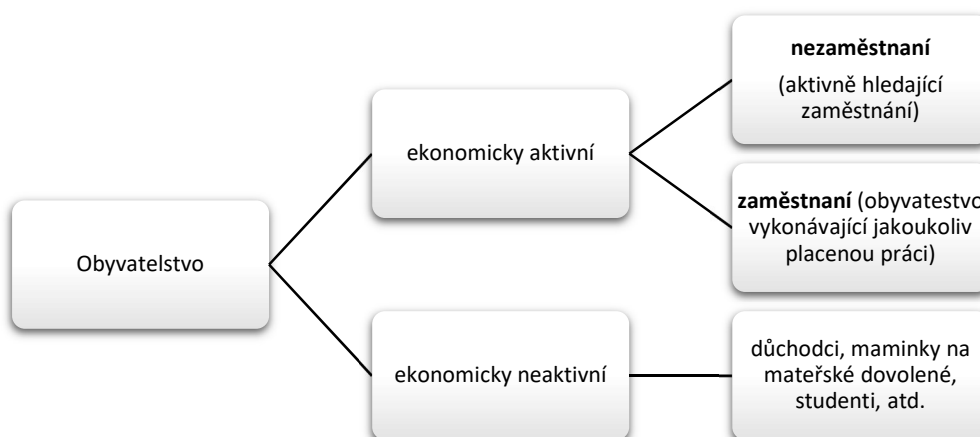 Obyvatelstvo
ekonomicky aktivní
nezaměstnaní
(aktivně hledající
zaměstnání)
zaměstnaní (obyvatestvo
vykonávající jakoukoliv
placenou práci)
ekonomicky neaktivní
důchodci, maminky na
mateřské dovolené,
studenti, atd.